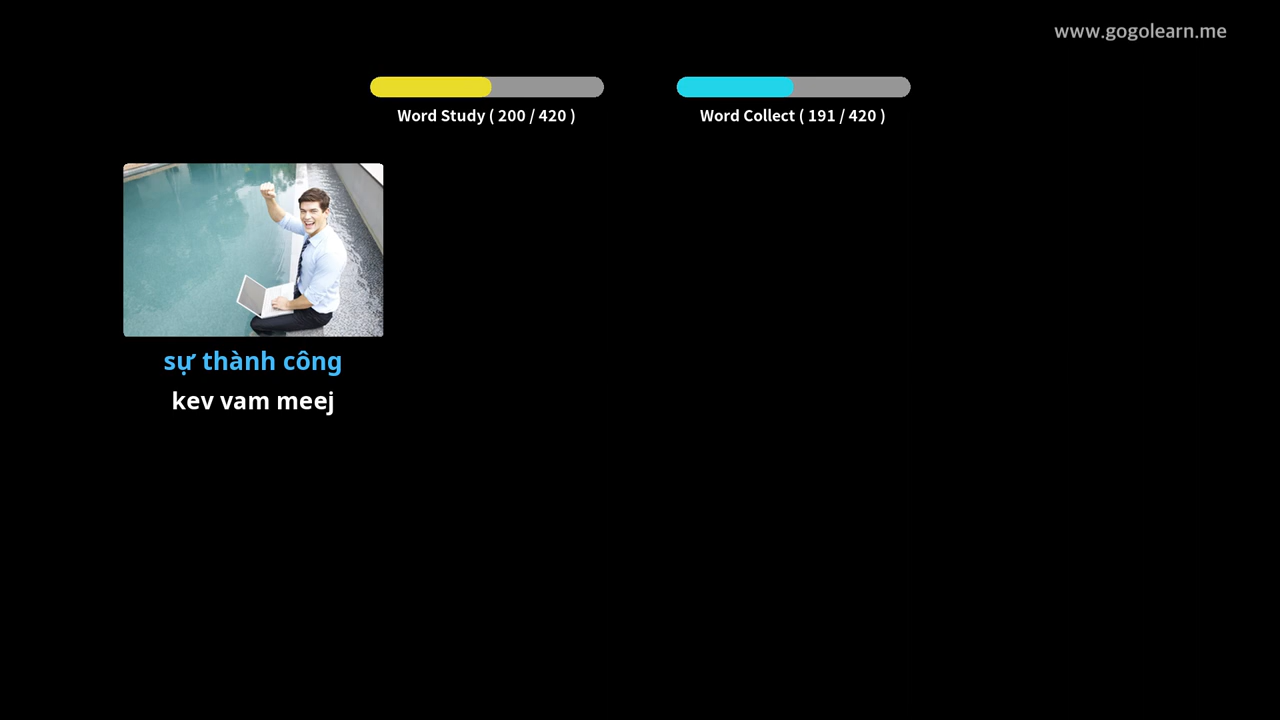 www.gogolearn.me
Word Study ( 200 / 420 )
Word Collect ( 191 / 420 )
sự thành công
kev vam meej